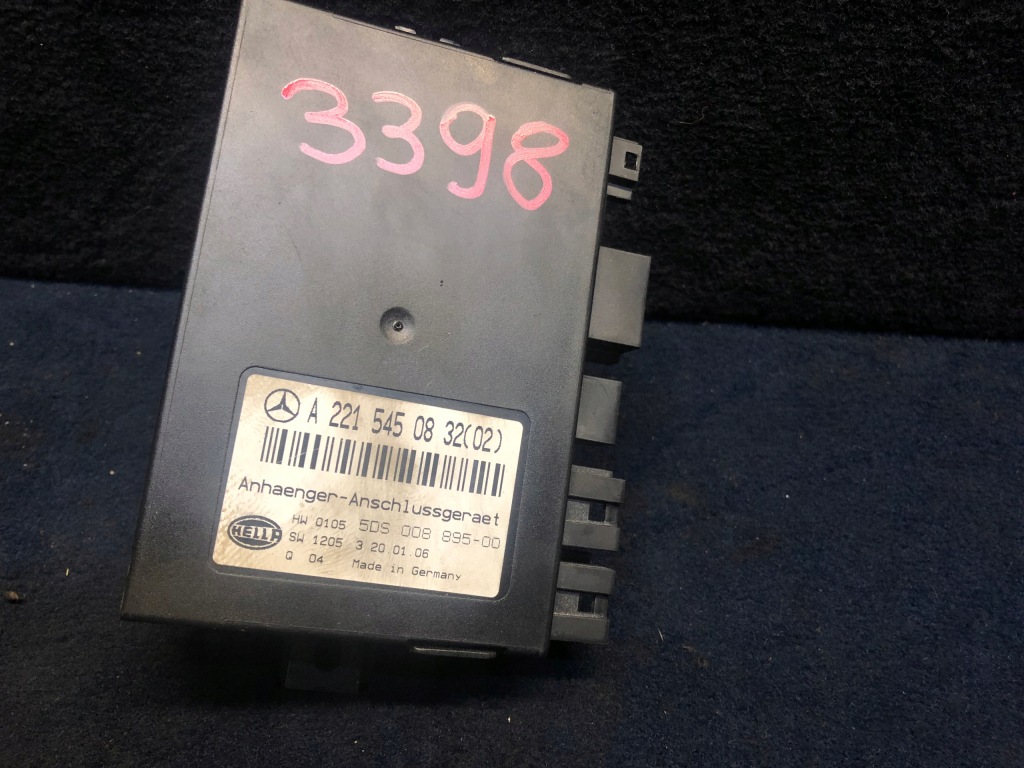 3398
A 221 545 08 32(02)
Anhaenger-Anschlussgeraet
HW 0105 5DS 008 895-00
SW 1205 3 20.01.06
Q 04 Made in Germany
HELLA